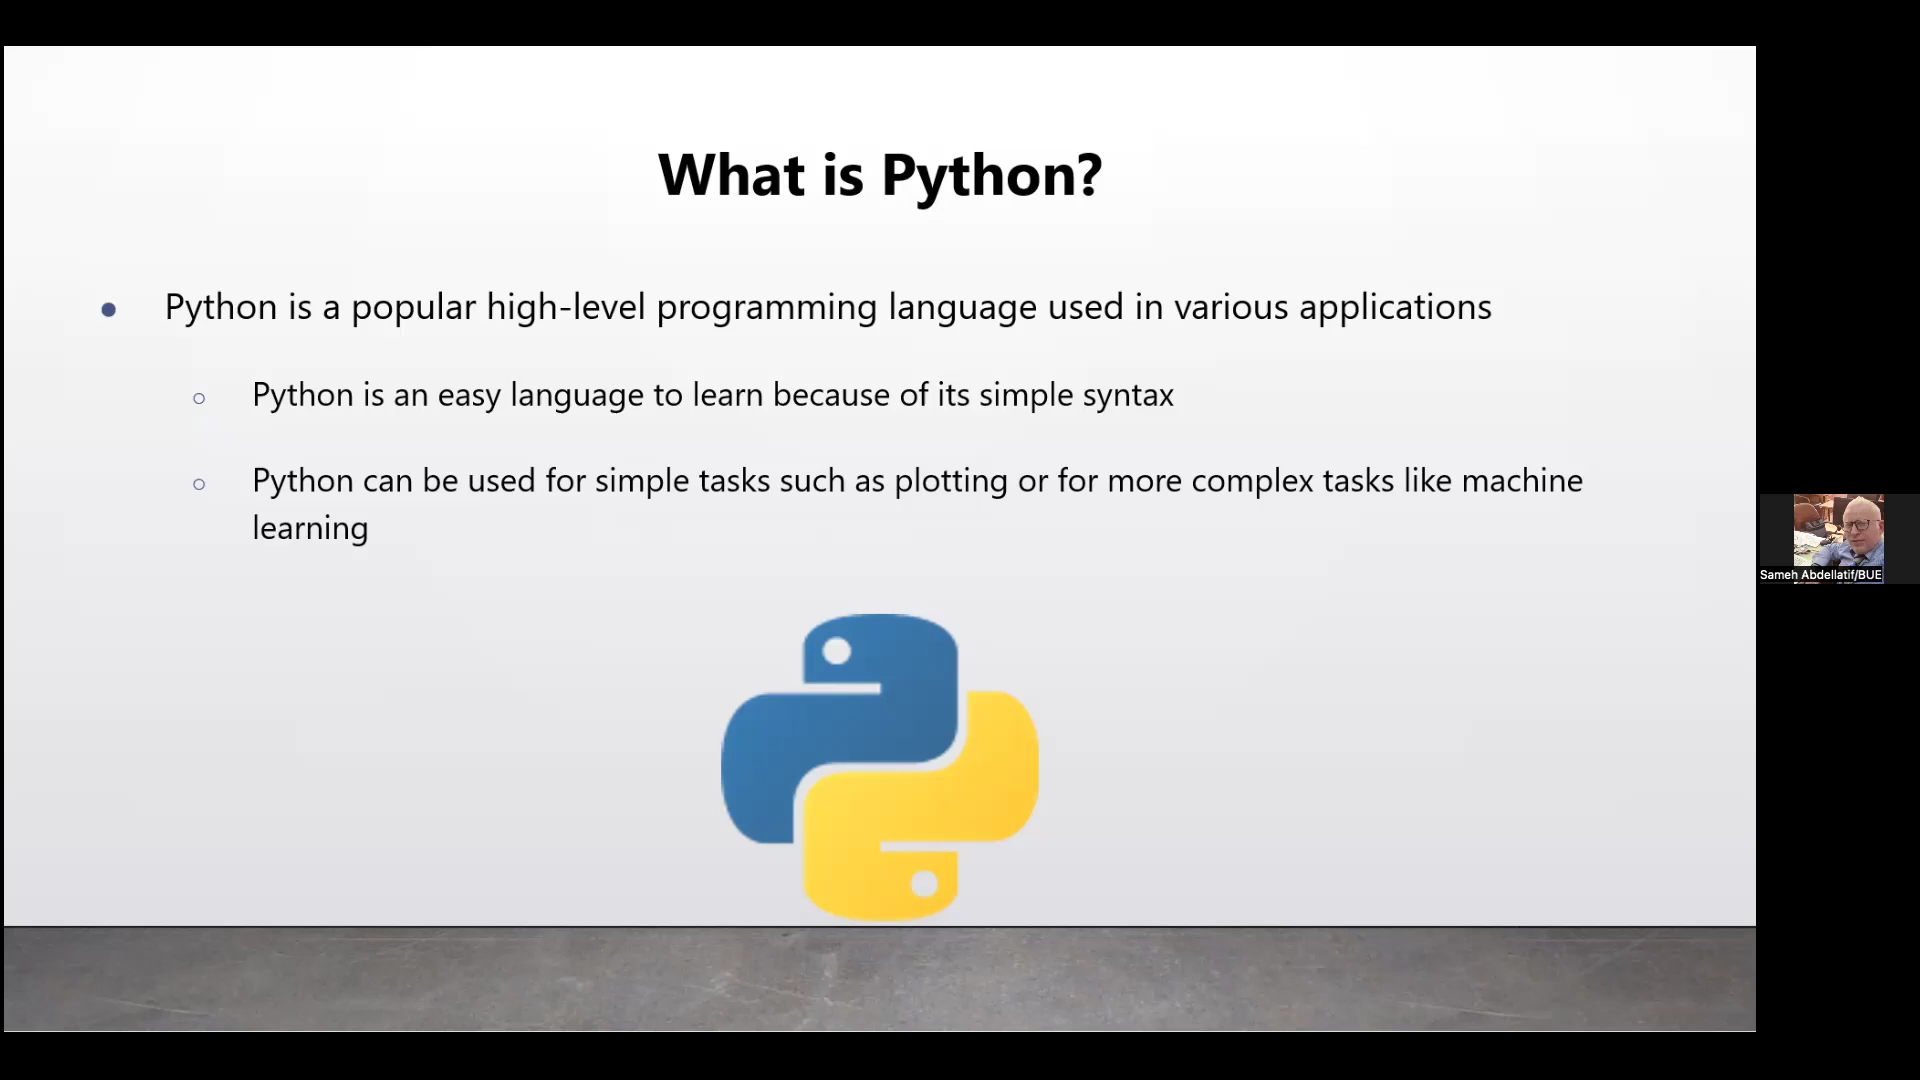 What is Python?
Python is a popular high-level programming language used in various applications
Python is an easy language to learn because of its simple syntax
Python can be used for simple tasks such as plotting or for more complex tasks like machine
learning
Sameh Abdellatif/BUE